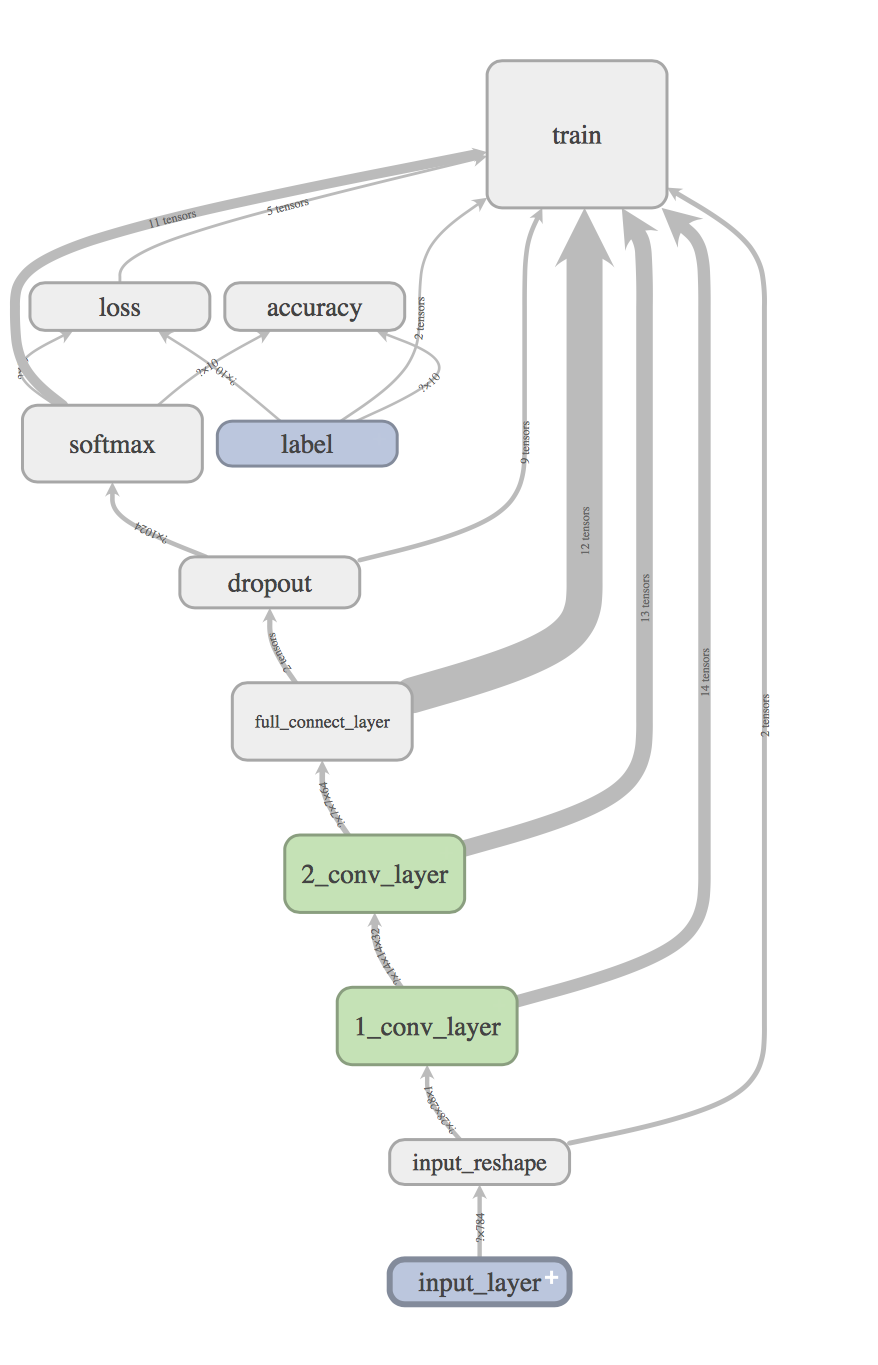 train
11 tensors
5 tensors
loss
accuracy
2 tensors
?×10
?×10
?×10
softmax
label
9 tensors
?×1024
12 tensors
dropout
13 tensors
2 tensors
14 tensors
full_connect_layer
2 tensors
?×7×7×64
2_conv_layer
?×14×14×32
1_conv_layer
?×28×28×1
input_reshape
?×784
input_layer+